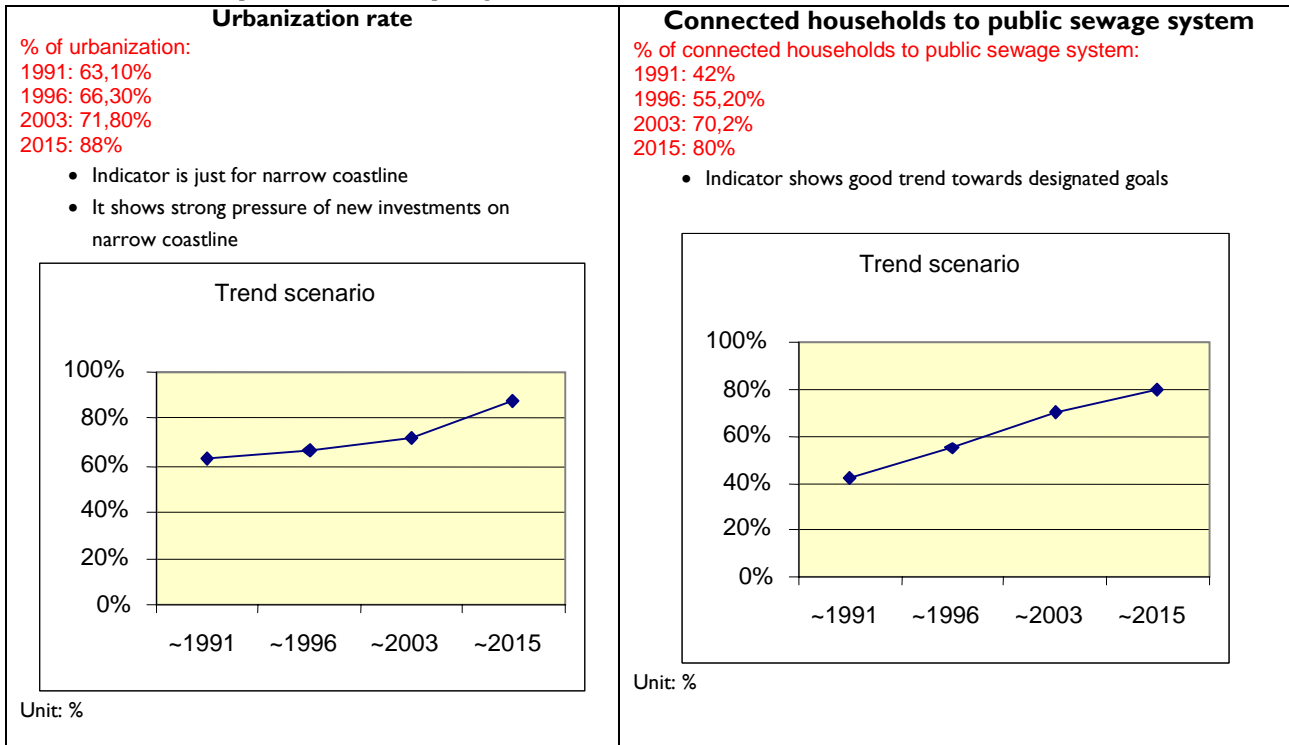 Urbanization rate
% of urbanization:
1991: 63,10%
1996: 66,30%
2003: 71,80%
2015: 88%
• Indicator is just for narrow coastline
• It shows strong pressure of new investments on
narrow coastline
Trend scenario
100%
80%
60%
40%
20%
0%
~1991 ~1996 ~2003 ~2015
Unit: %
Connected households to public sewage system
% of connected households to public sewage system:
1991: 42%
1996: 55,20%
2003: 70,2%
2015: 80%
• Indicator shows good trend towards designated goals
Trend scenario
100%
80%
60%
40%
20%
0%
~1991 ~1996 ~2003 ~2015
Unit: %